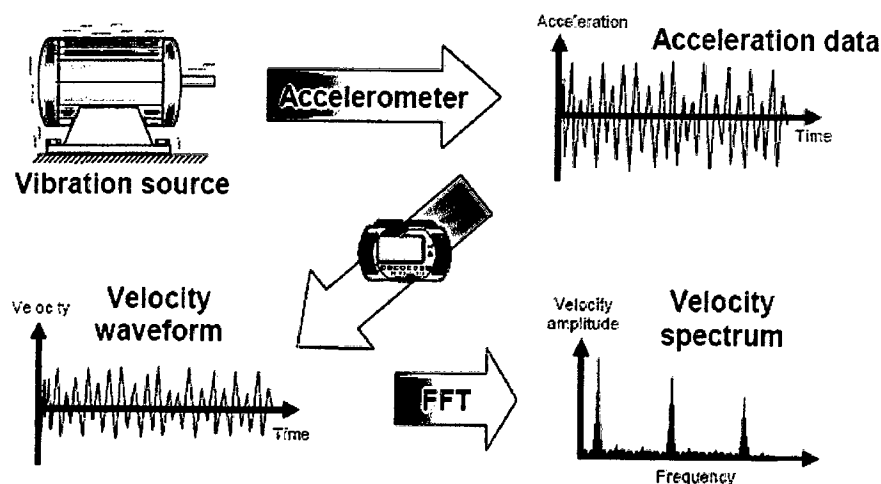 Acceleration
Acceleration data
Accelerometer
Time
Vibration source
Velocity
Velocity
waveform
Time
FFT
Velocity
amplitude
Velocity
spectrum
Frequency